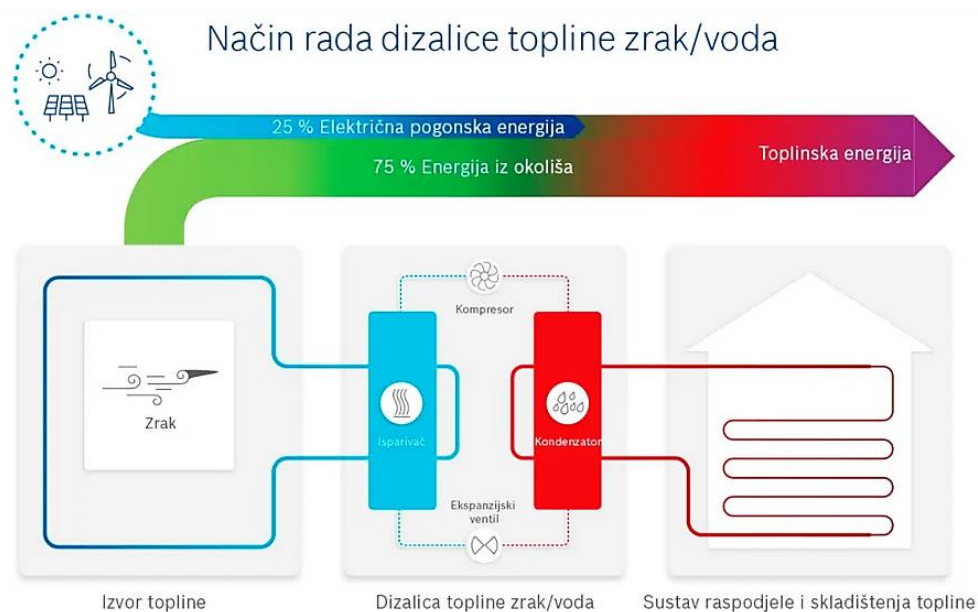 Način rada dizalice topline zrak/voda
25 % Električna pogonska energija
75 % Energija iz okoliša
Toplinska energija
Kompresor
Zrak
Isparivač
Kondenzator
Ekspanzijski
ventil
Izvor topline
Dizalica topline zrak/voda
Sustav raspodjele i skladištenja topline